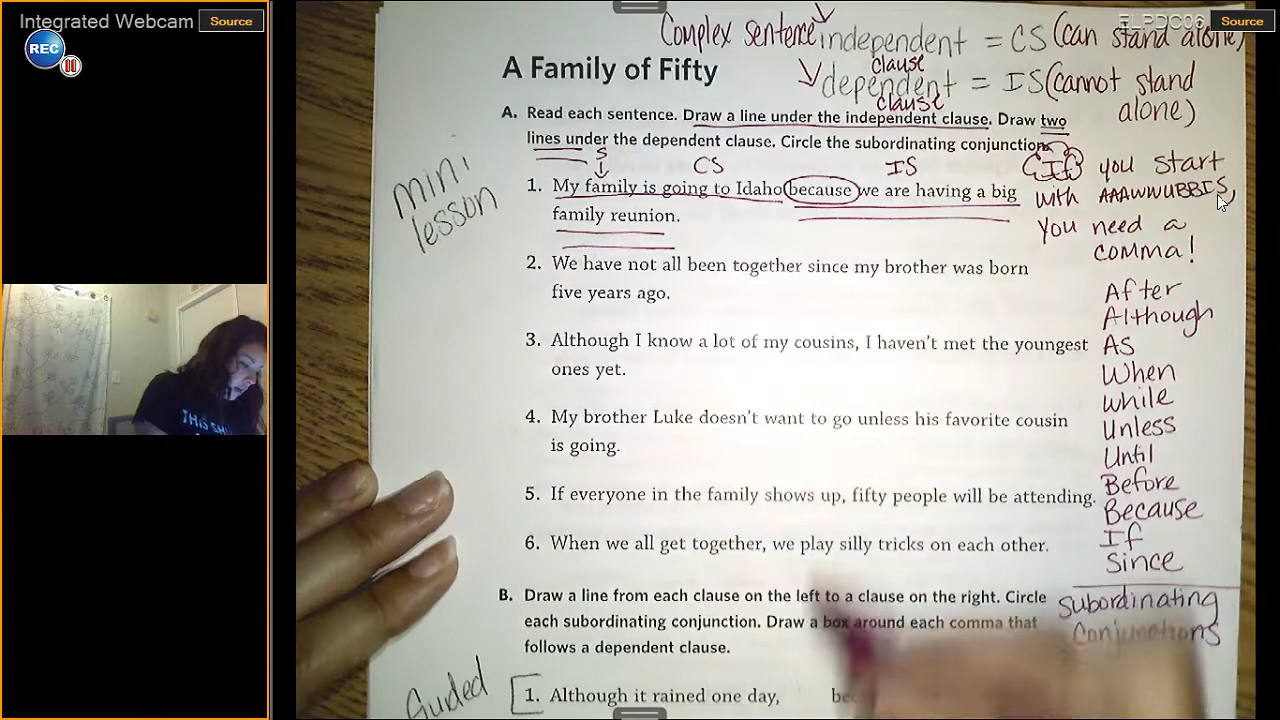 Integrated Webcam
Source
REC
ELPDC06
Source
Complex sentence independent = CS (can stand alone)
clause
dependent = IS (cannot stand
clause
alone)
A Family of Fifty
A. Read each sentence. Draw a line under the independent clause. Draw two
lines under the dependent clause. Circle the subordinating conjunction.
mini
lesson
S
CS
IS
1. My family is going to Idaho because we are having a big
family reunion.
2. We have not all been together since my brother was born
five years ago.
3. Although I know a lot of my cousins, I haven't met the youngest
ones yet.
4. My brother Luke doesn't want to go unless his favorite cousin
is going.
5. If everyone in the family shows up, fifty people will be attending.
6. When we all get together, we play silly tricks on each other.
If you start
with AAAWWUUBBIS,
you need a
comma!
After
Although
As
When
while
Unless
Until
Before
Because
If
Since
subordinating
conjunctions
B. Draw a line from each clause on the left to a clause on the right. Circle
each subordinating conjunction. Draw a box around each comma that
follows a dependent clause.
Guided
1. Although it rained one day,
THIS